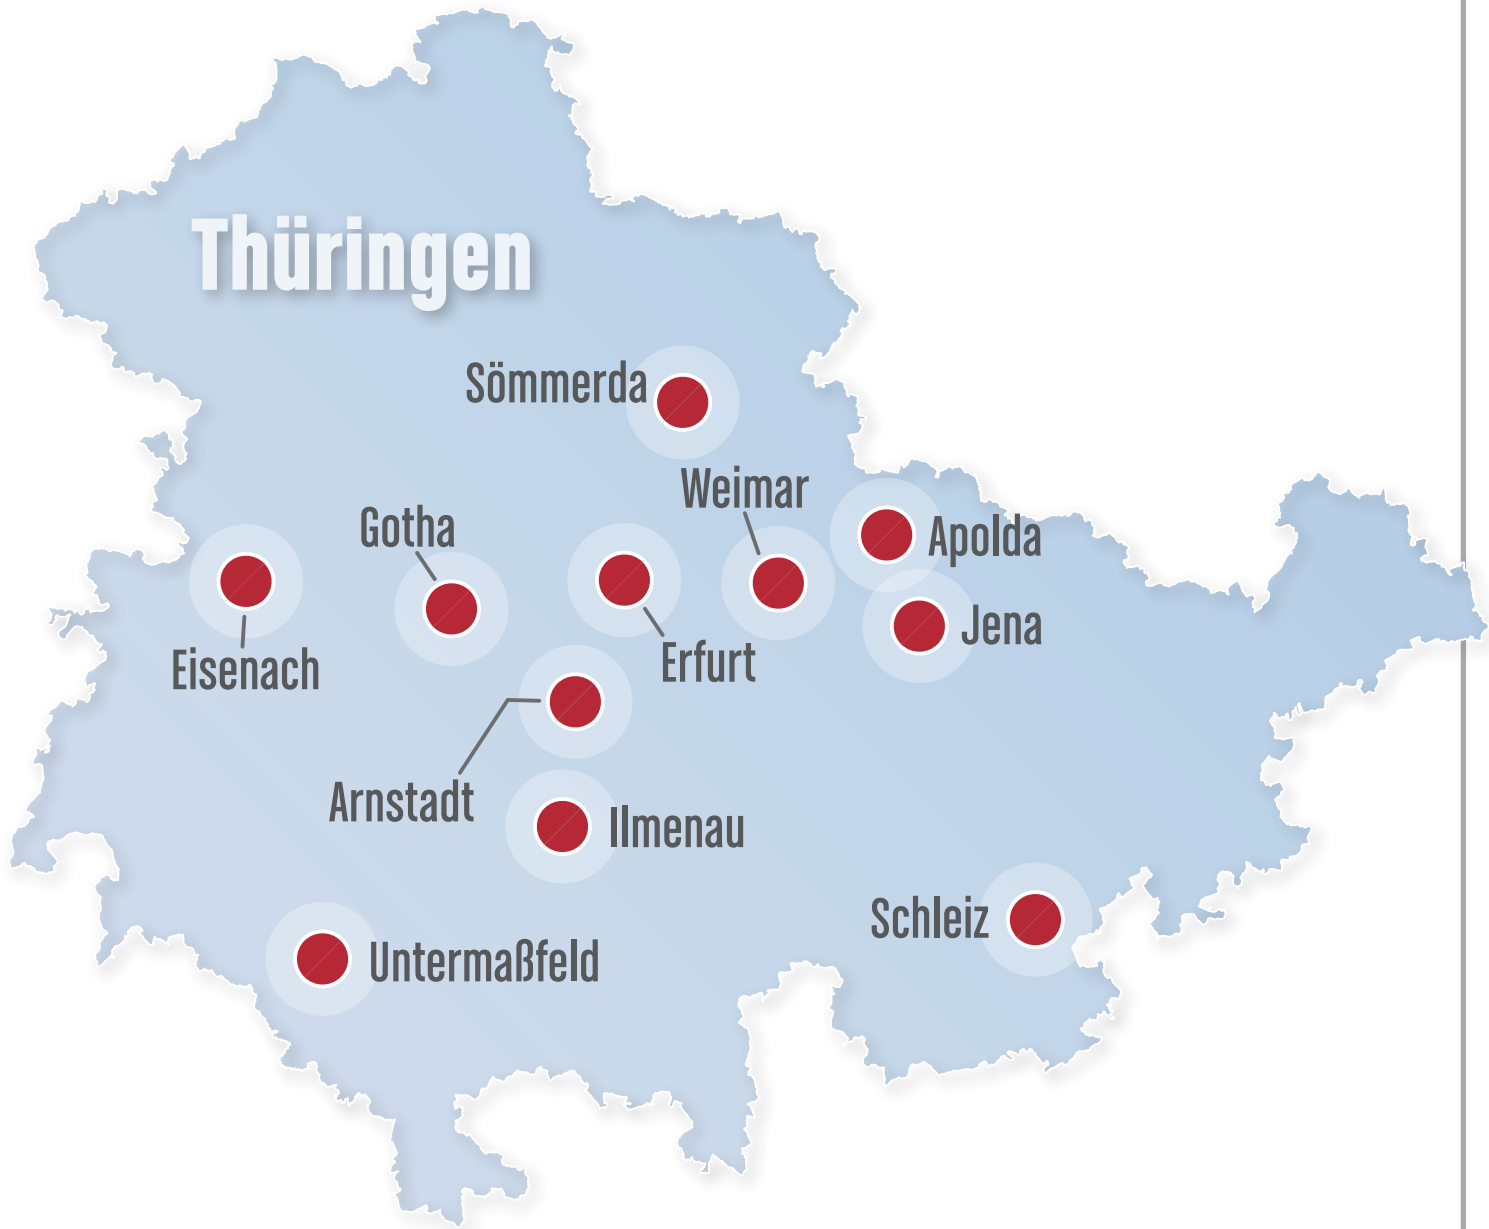 Thüringen
Sömmerda
Weimar
Gotha
Apolda
Jena
Eisenach
Erfurt
Arnstadt
Ilmenau
Schleiz
Untermaßfeld